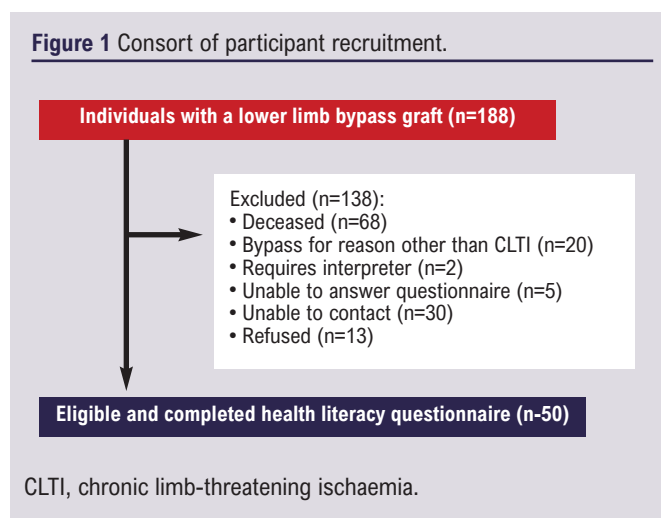 Figure 1 Consort of participant recruitment.
Individuals with a lower limb bypass graft (n=188)
Excluded (n=138):
• Deceased (n=68)
• Bypass for reason other than CLTI (n=20)
• Requires interpreter (n=2)
• Unable to answer questionnaire (n=5)
• Unable to contact (n=30)
• Refused (n=13)
Eligible and completed health literacy questionnaire (n-50)
CLTI, chronic limb-threatening ischaemia.